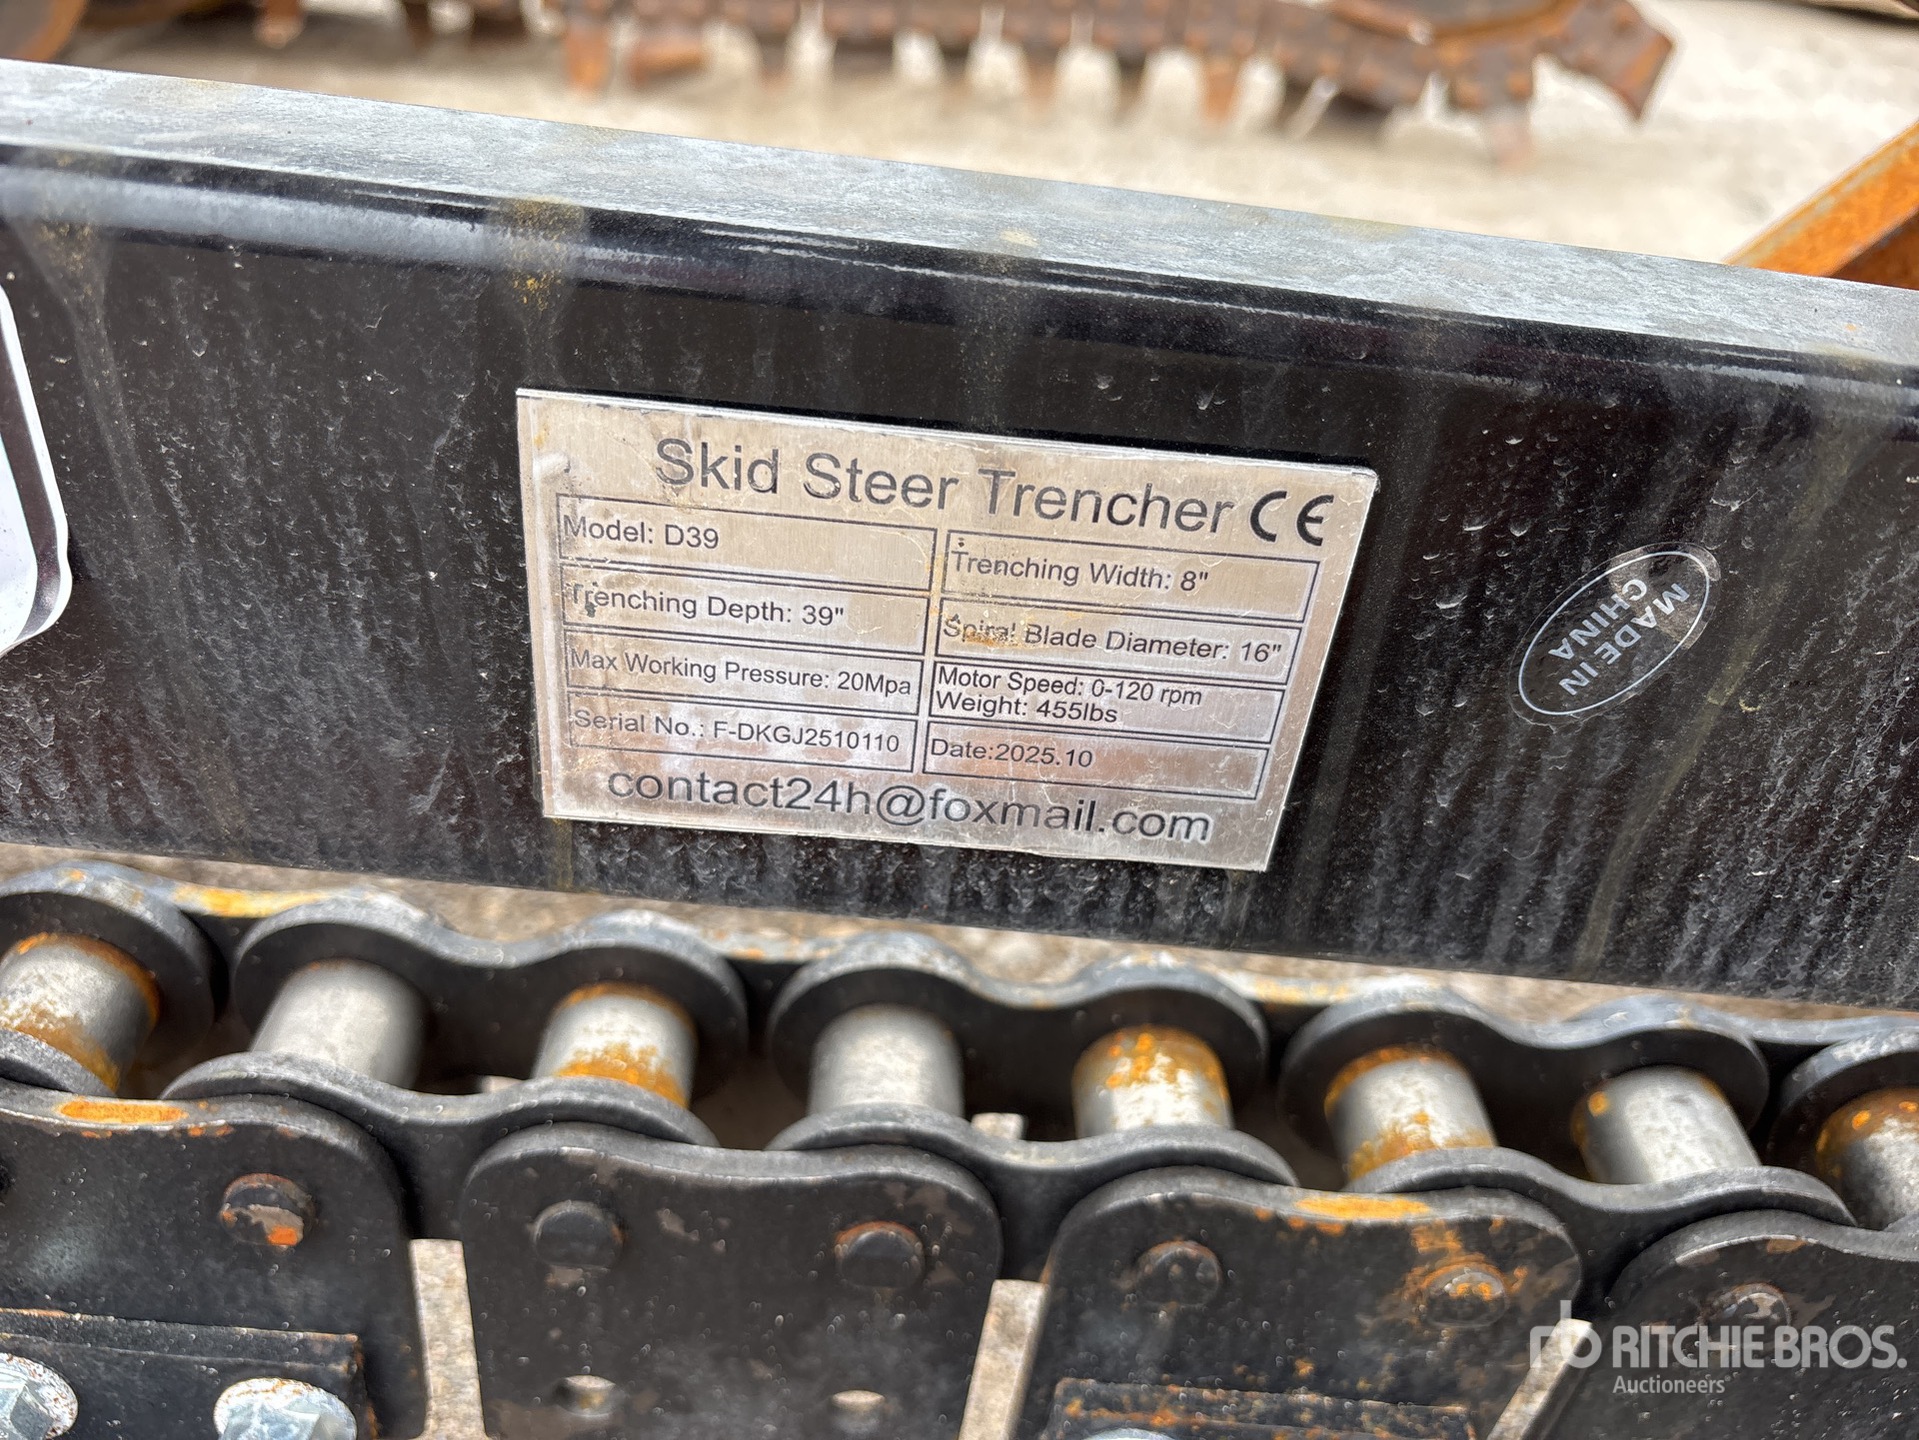 Skid Steer Trencher CE
Model: D39
Trenching Width: 8"
Trenching Depth: 39"
Spiral Blade Diameter: 16"
Max Working Pressure: 20Mpa
Motor Speed: 0-120 rpm
Weight: 455lbs
Serial No.: F-DKGJ2510110
Date:2025.10
contact24h@foxmail.com
MADE IN
CHINA
rb RITCHIE BROS.
Auctioneers